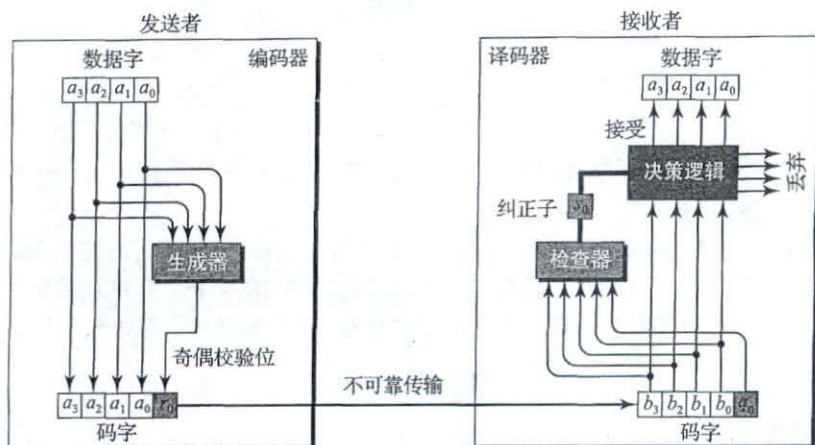 发送者
数据字
编码器
a3 a2 a1 a0
生成器
奇偶校验位
a3 a2 a1 a0 r0
码字
不可靠传输
接收者
译码器
数据字
a3 a2 a1 a0
接受
决策逻辑
丢弃
纠正子
s0
检查器
b3 b2 b1 b0 q0
码字